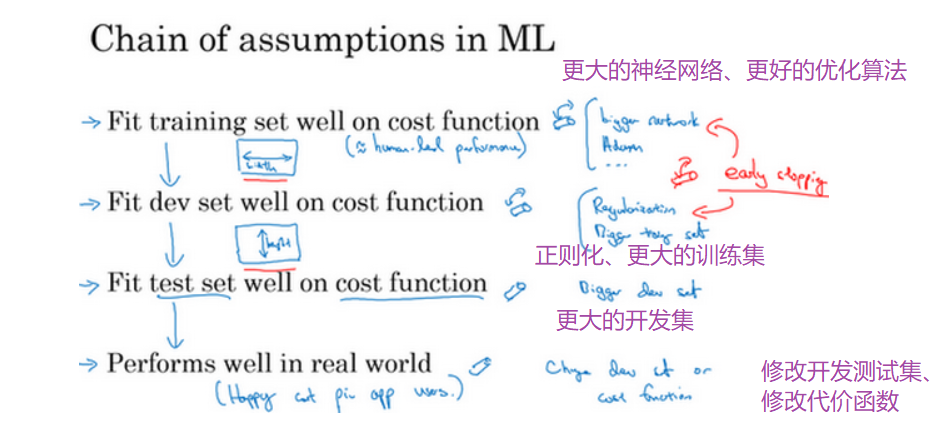 Chain of assumptions in ML
更大的神经网络、更好的优化算法
→ Fit training set well on cost function
(≈ human-level performance)
bigger network
Adam
...
early stopping
width
→ Fit dev set well on cost function
Regularization
Bigger trainy set
height
正则化、更大的训练集
→ Fit test set well on cost function
Bigger dev set
更大的开发集
→ Performs well in real world
(Happy cat pic app users.)
Change dev set or
cost function
修改开发测试集、
修改代价函数